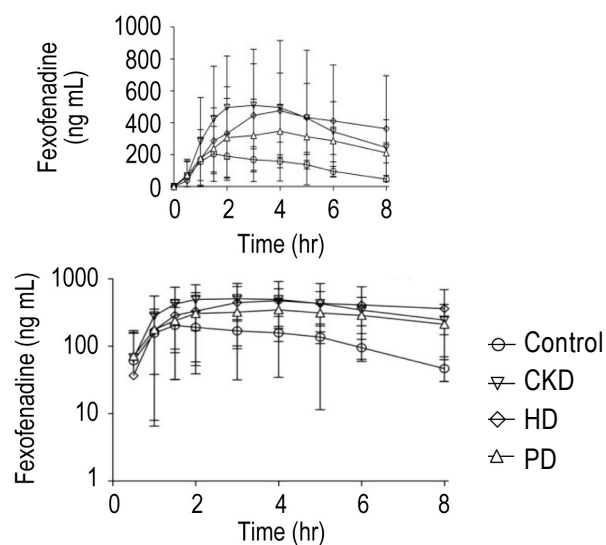 Fexofenadine
(ng mL)
1000
800
600
400
200
0
0 2 4 6 8
Time (hr)
Fexofenadine (ng mL)
1000
100
10
1
0 2 4 6 8
Time (hr)
Control
CKD
HD
PD